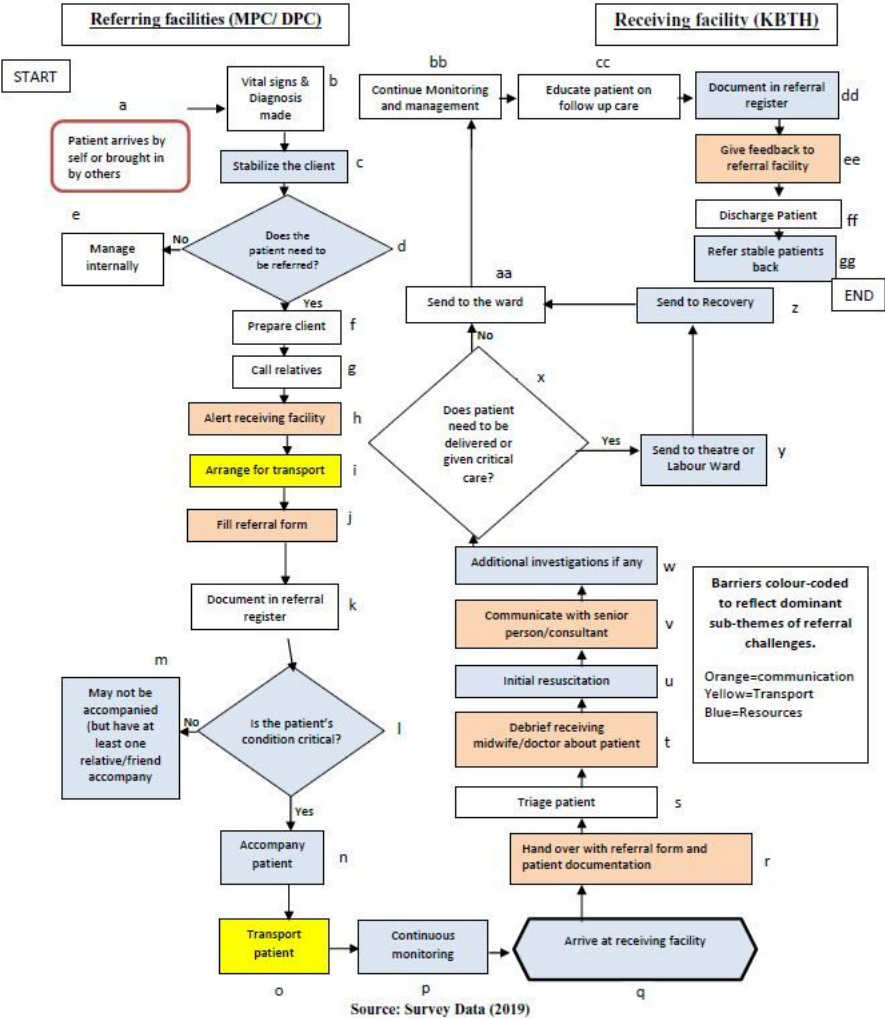 Referring facilities (MPC/ DPC)
Receiving facility (KBTH)
START
a
Patient arrives by
self or brought in
by others
b
Vital signs &
Diagnosis
made
c
Stabilize the client
d
Does the
patient need to
be referred?
No
e
Manage
internally
Yes
f
Prepare client
g
Call relatives
h
Alert receiving facility
i
Arrange for transport
j
Fill referral form
k
Document in referral
register
l
Is the patient's
condition critical?
No
m
May not be
accompanied
(but have at
least one
relative/friend
accompany
Yes
n
Accompany
patient
o
Transport
patient
p
Continuous
monitoring
q
Arrive at receiving facility
r
Hand over with referral form and
patient documentation
s
Triage patient
t
Debrief receiving
midwife/doctor about patient
u
Initial resuscitation
v
Communicate with senior
person/consultant
w
Additional investigations if any
x
Does patient
need to be
delivered or
given critical
care?
Yes
y
Send to theatre or
Labour Ward
z
Send to Recovery
No
aa
Send to the ward
bb
Continue Monitoring
and management
cc
Educate patient on
follow up care
dd
Document in referral
register
ee
Give feedback to
referral facility
ff
Discharge Patient
gg
Refer stable patients
back
END
Barriers colour-coded
to reflect dominant
sub-themes of referral
challenges.
Orange=communication
Yellow=Transport
Blue=Resources
Source: Survey Data (2019)